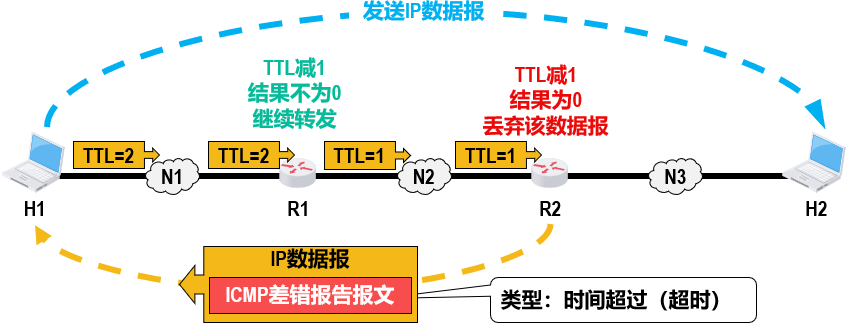 发送IP数据报
TTL减1
结果不为0
继续转发
TTL减1
结果为0
丢弃该数据报
TTL=2
N1
TTL=2
TTL=1
N2
TTL=1
N3
H1
R1
R2
H2
IP数据报
ICMP差错报告报文
类型：时间超过（超时）